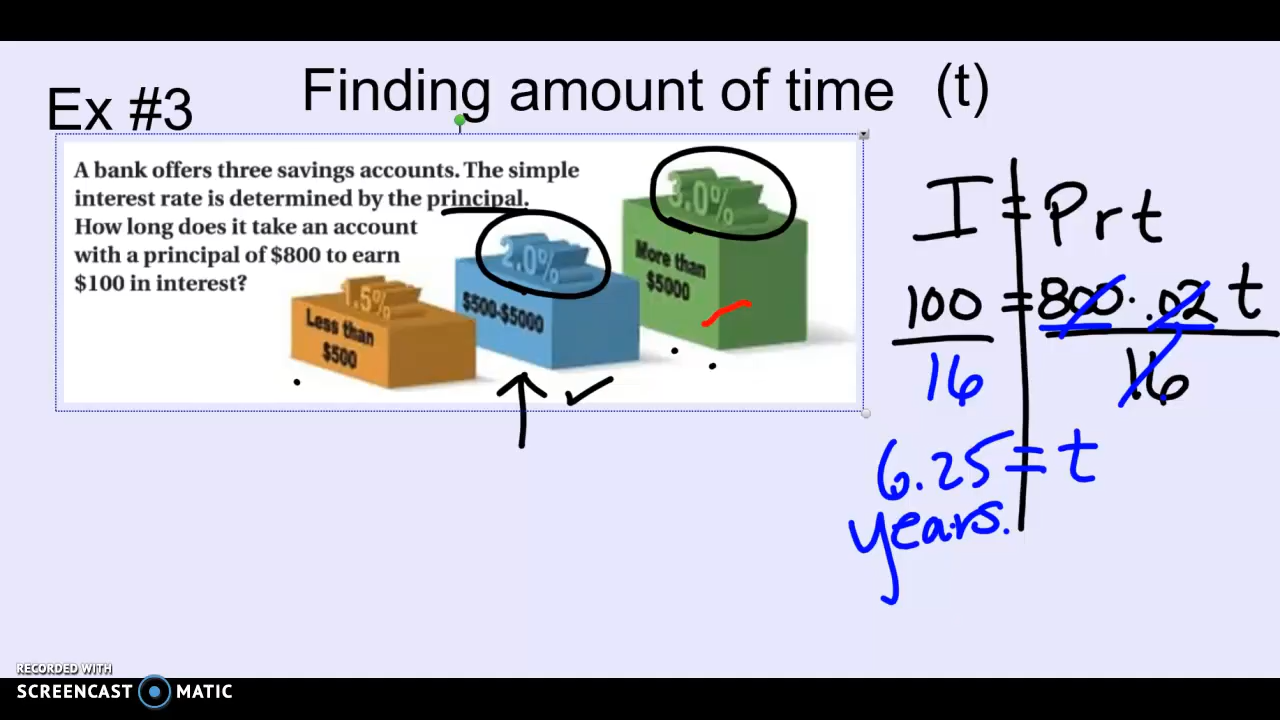 Ex #3
Finding amount of time (t)
A bank offers three savings accounts. The simple
interest rate is determined by the principal.
How long does it take an account
with a principal of $800 to earn
$100 in interest?
1.5%
Less than
$500
2.0%
$500-$5000
3.0%
More than
$5000
I = Prt
100 = 800 · .02 t
16 16
6.25 = t
years.
RECORDED WITH
SCREENCAST MATIC